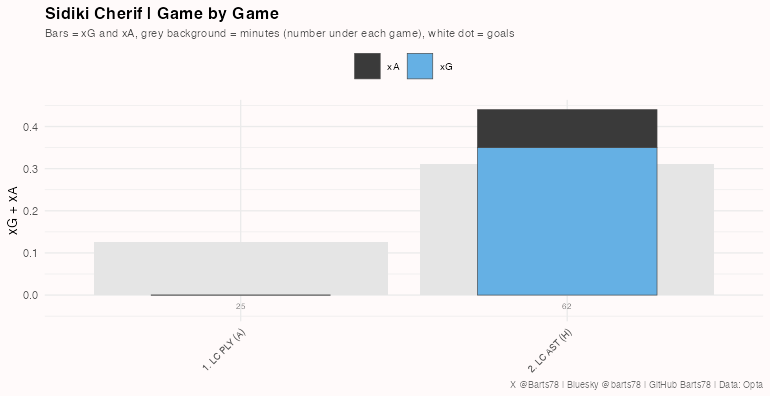 Sidiki Cherif | Game by Game
Bars = xG and xA, grey background = minutes (number under each game), white dot = goals
xA xG
xG + xA
0.4
0.3
0.2
0.1
0.0
25 62
1. LC PLY (A) 2. LC AST (H)
X @Barts78 | Bluesky @barts78 | GitHub Barts78 | Data: Opta